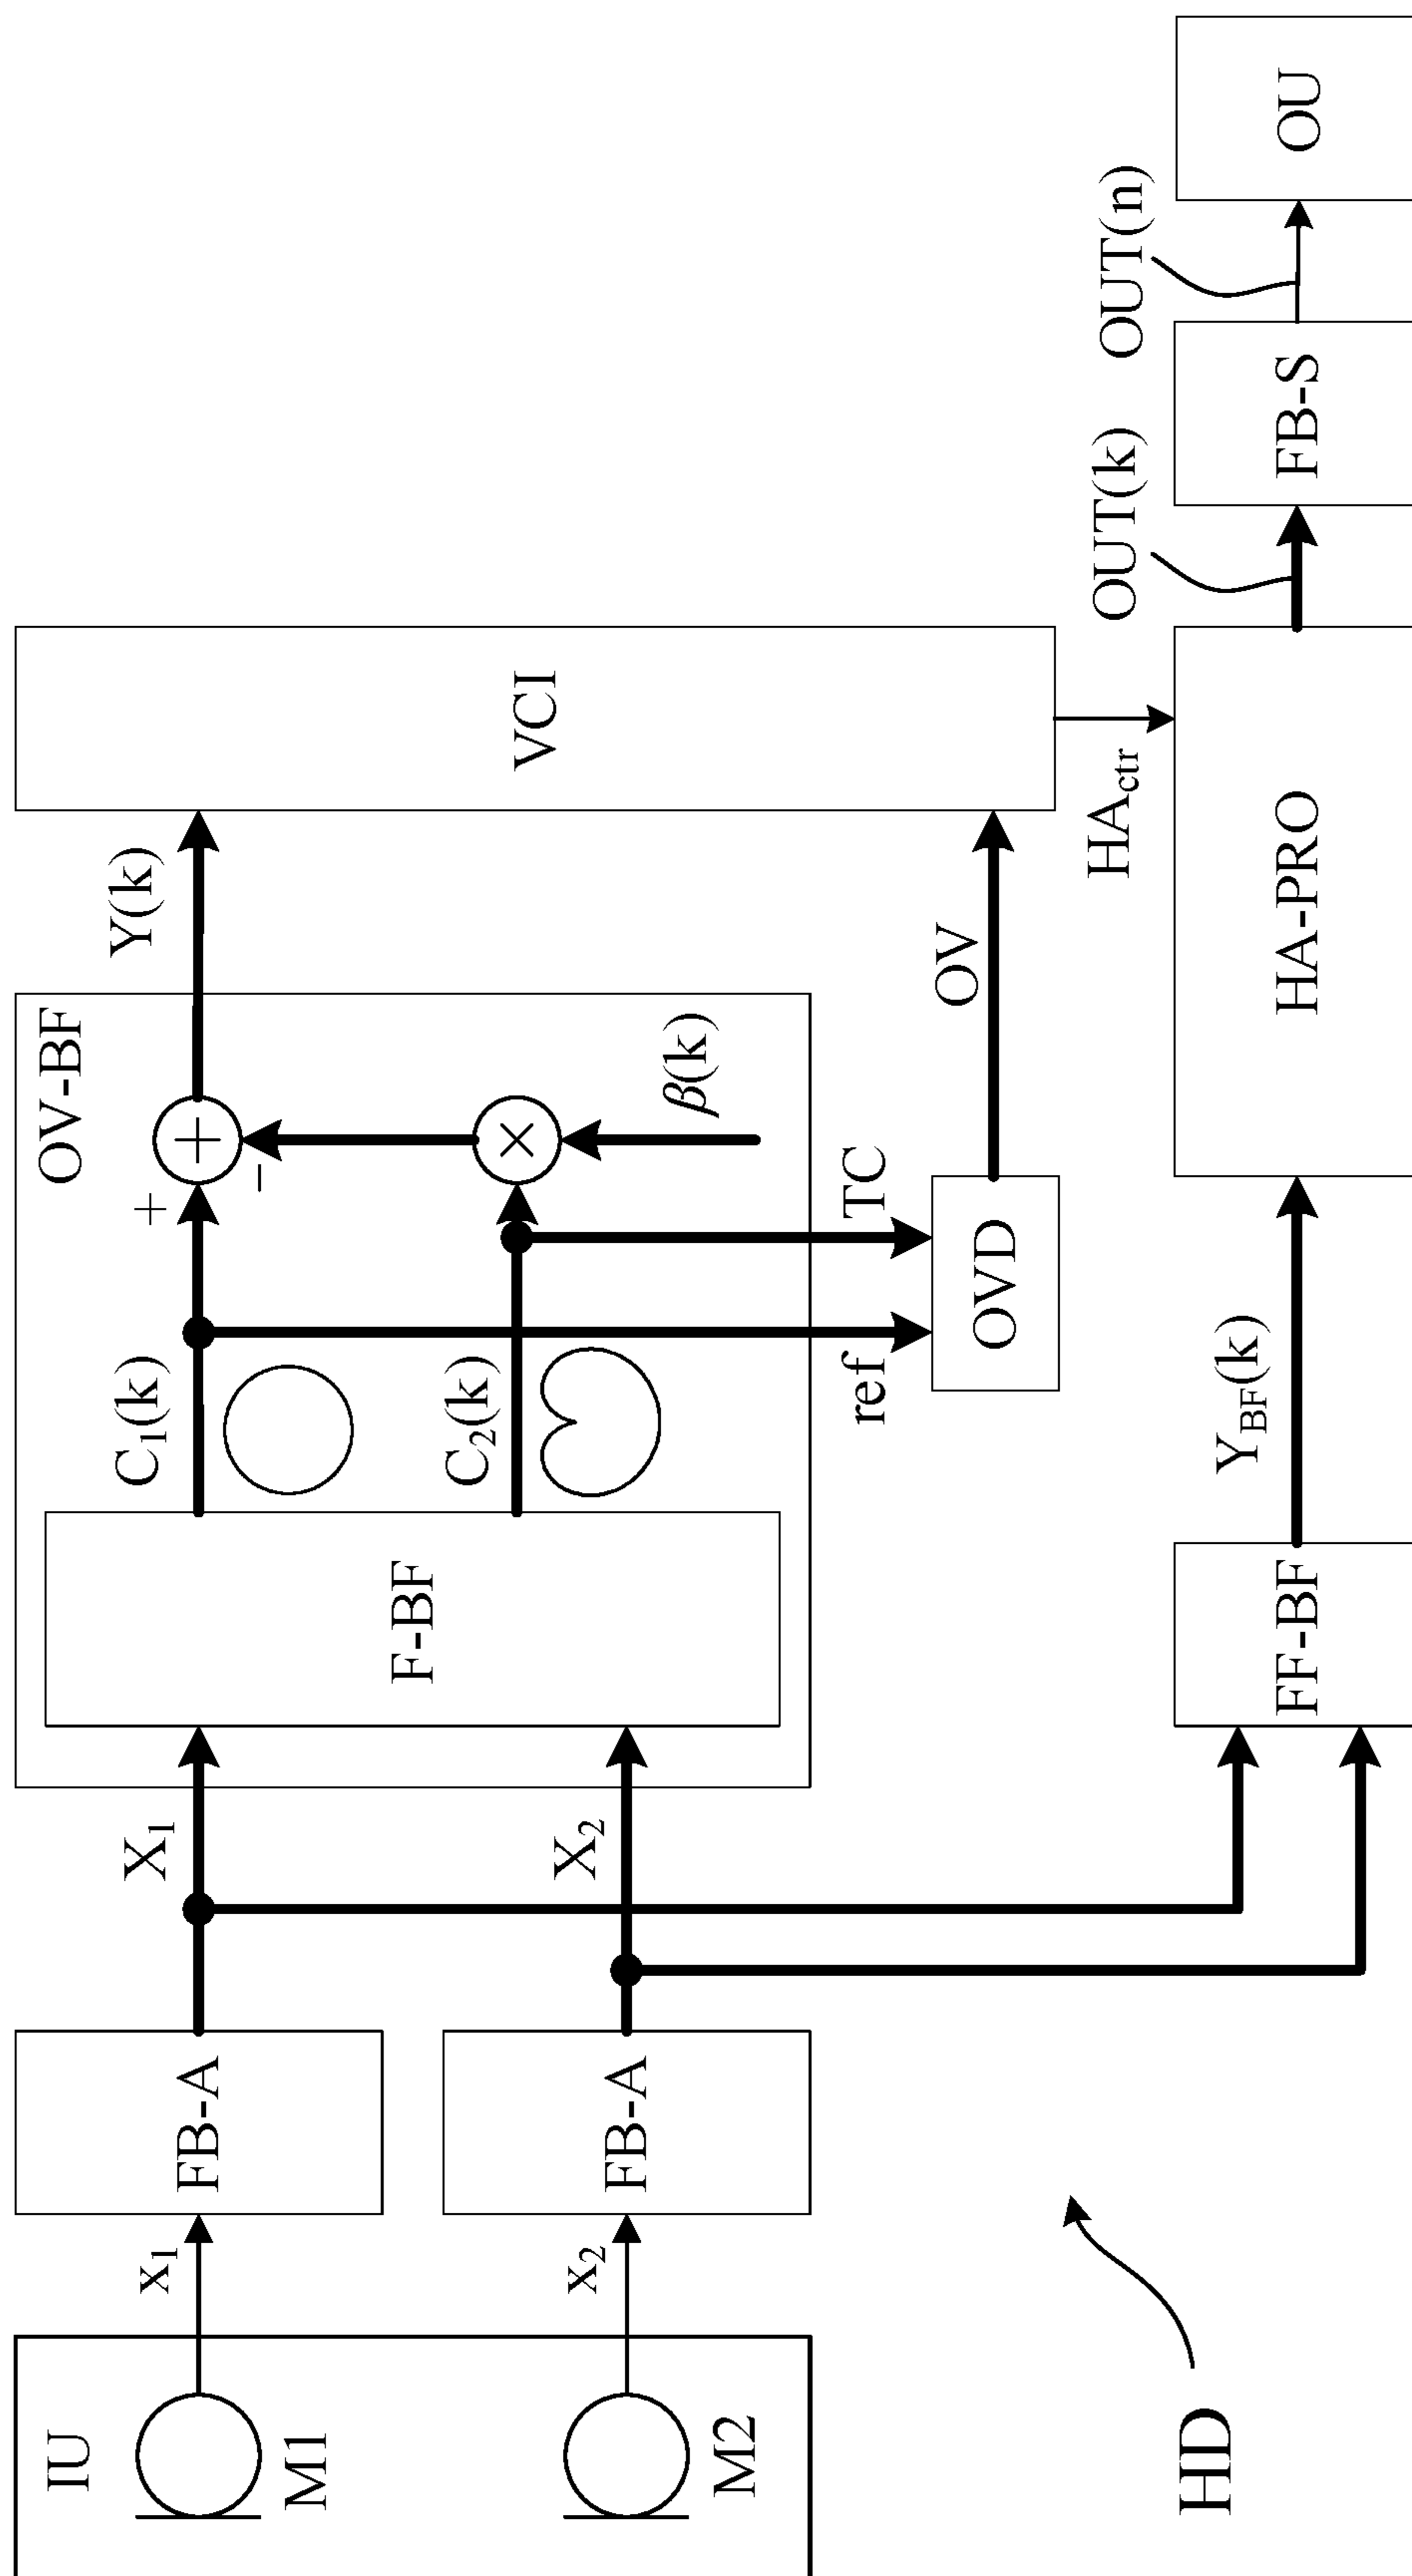 IU
M1
M2
x1
x2
FB-A
FB-A
X1
X2
OV-BF
F-BF
C1(k)
C2(k)
+
+
−
×
β(k)
Y(k)
ref
TC
OVD
OV
VCI
HActr
FF-BF
YBF(k)
HA-PRO
OUT(k)
FB-S
OUT(n)
OU
HD